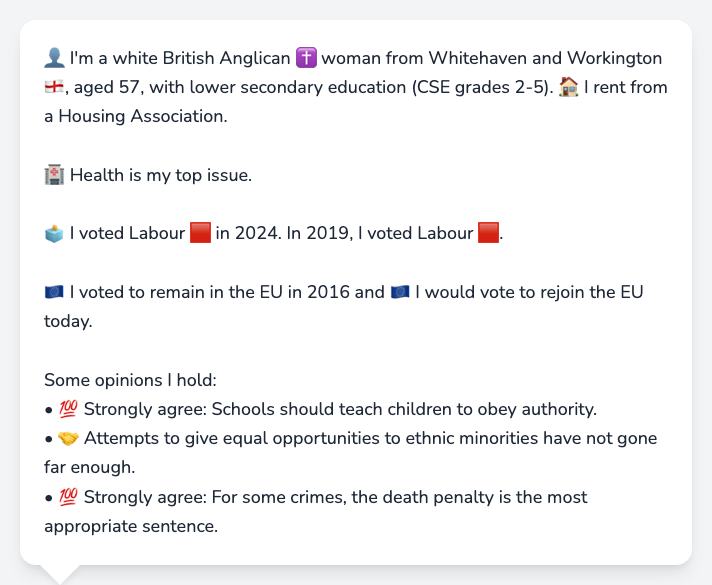 👤 I'm a white British Anglican ✝️ woman from Whitehaven and Workington
🏴󠁧󠁢󠁥󠁮󠁧󠁿, aged 57, with lower secondary education (CSE grades 2-5). 🏠 I rent from
a Housing Association.
🏥 Health is my top issue.
🗳️ I voted Labour 🟥 in 2024. In 2019, I voted Labour 🟥.
🇪🇺 I voted to remain in the EU in 2016 and 🇪🇺 I would vote to rejoin the EU
today.
Some opinions I hold:
• 💯 Strongly agree: Schools should teach children to obey authority.
• 🤝 Attempts to give equal opportunities to ethnic minorities have not gone
far enough.
• 💯 Strongly agree: For some crimes, the death penalty is the most
appropriate sentence.